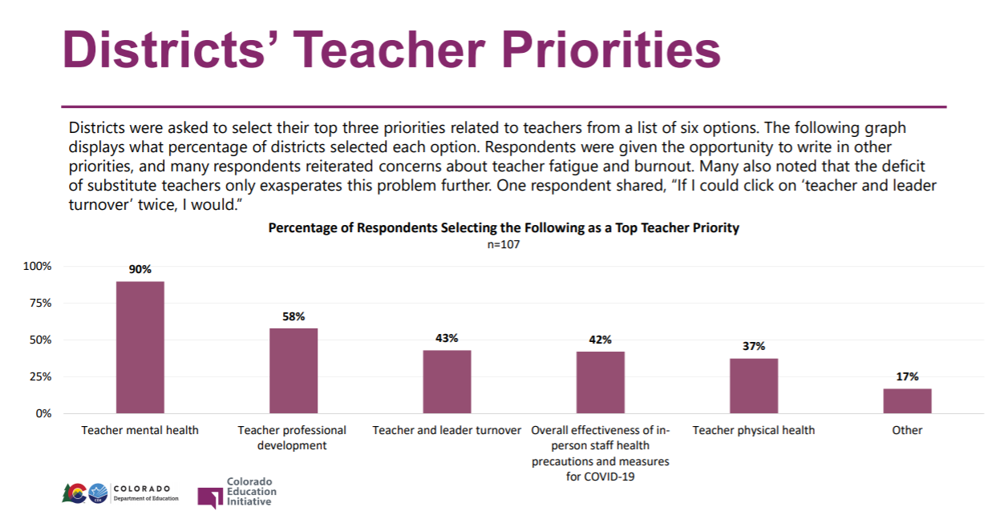 Districts’ Teacher Priorities
Districts were asked to select their top three priorities related to teachers from a list of six options. The following graph
displays what percentage of districts selected each option. Respondents were given the opportunity to write in other
priorities, and many respondents reiterated concerns about teacher fatigue and burnout. Many also noted that the deficit
of substitute teachers only exasperates this problem further. One respondent shared, “If I could click on ‘teacher and leader
turnover’ twice, I would.”
Percentage of Respondents Selecting the Following as a Top Teacher Priority
n=107
100%
75%
50%
25%
0%
90%
58%
43%
42%
37%
17%
Teacher mental health
Teacher professional
development
Teacher and leader turnover
Overall effectiveness of in-
person staff health
precautions and measures
for COVID-19
Teacher physical health
Other
COLORADO
Department of Education
CDE
Colorado
Education
Initiative